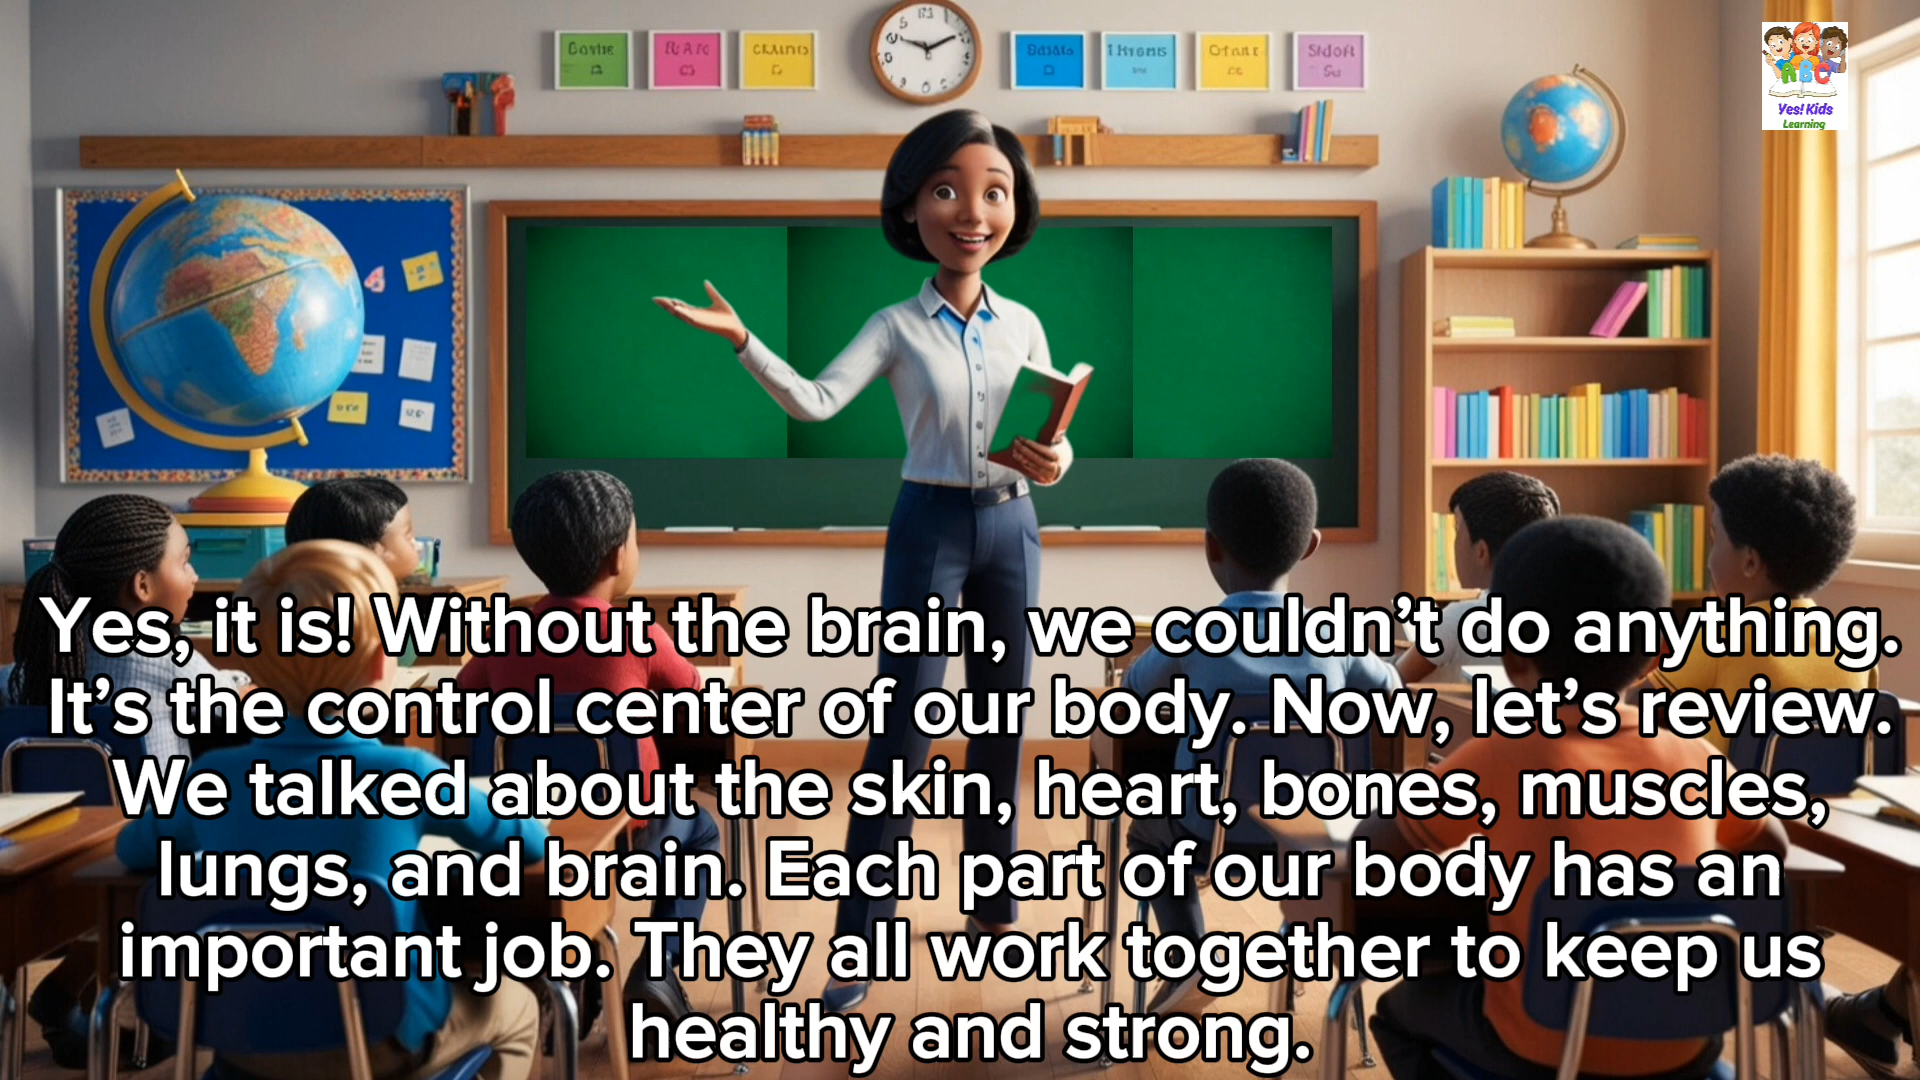 ABC
Yes! Kids
Learning
Yes, it is! Without the brain, we couldn’t do anything.
It’s the control center of our body. Now, let’s review.
We talked about the skin, heart, bones, muscles,
lungs, and brain. Each part of our body has an
important job. They all work together to keep us
healthy and strong.